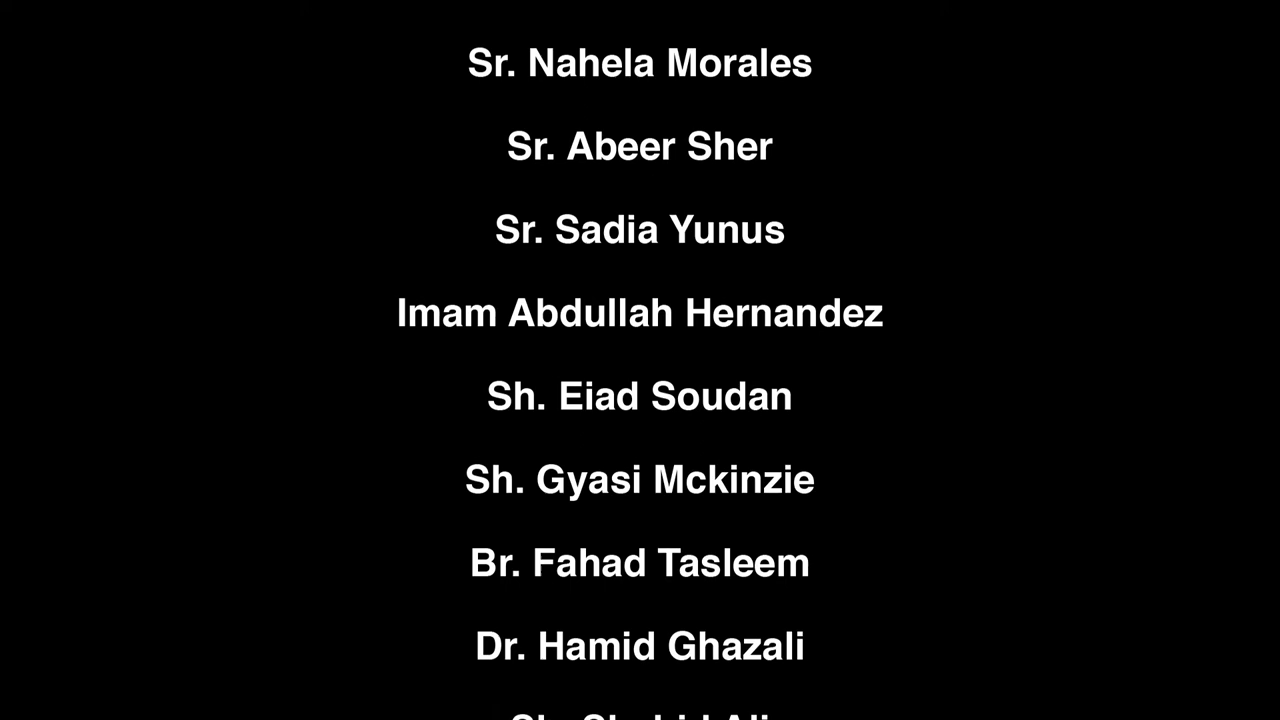 Sr. Nahela Morales
Sr. Abeer Sher
Sr. Sadia Yunus
Imam Abdullah Hernandez
Sh. Eiad Soudan
Sh. Gyasi Mckinzie
Br. Fahad Tasleem
Dr. Hamid Ghazali